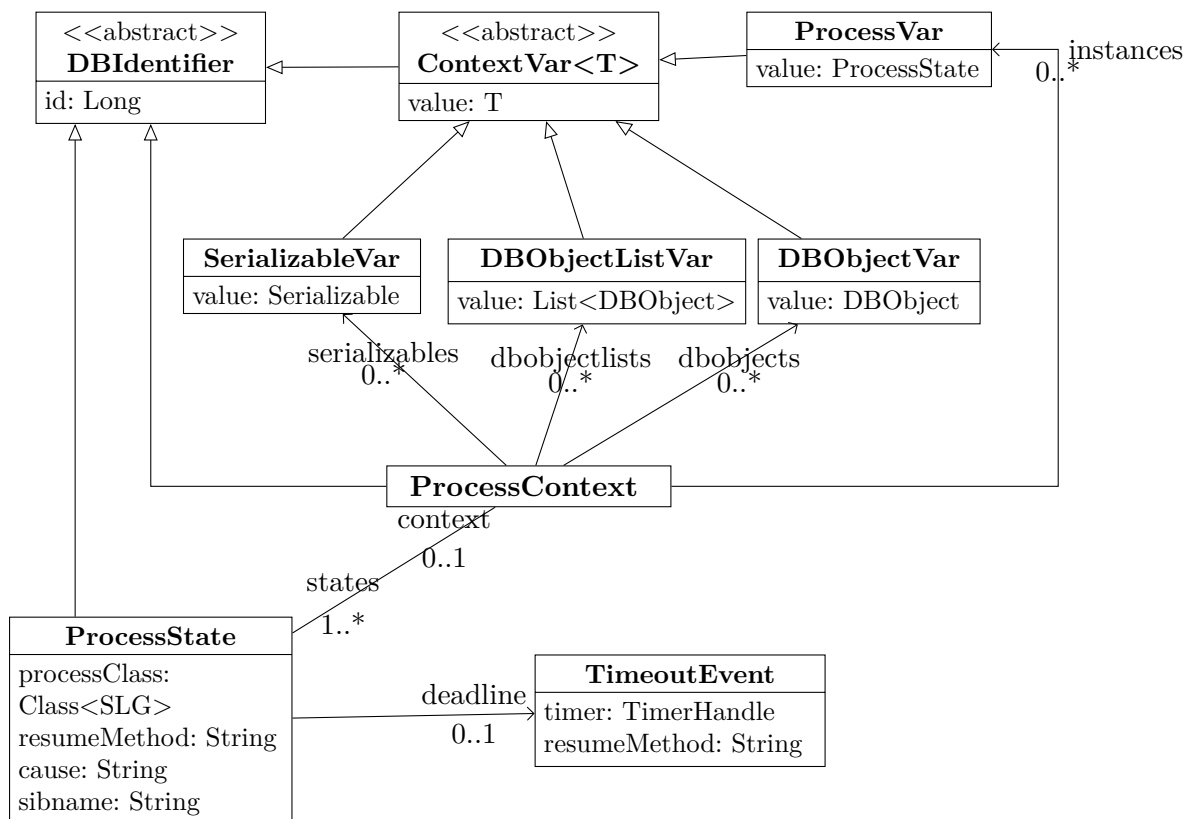 <<abstract>>
DBIdentifier
id: Long
<<abstract>>
ContextVar<T>
value: T
ProcessVar
value: ProcessState
instances
0..*
SerializableVar
value: Serializable
DBObjectListVar
value: List<DBObject>
DBObjectVar
value: DBObject
serializables
0..*
dbobjectlists
0..*
dbobjects
0..*
ProcessContext
context
0..1
states
1..*
ProcessState
processClass:
Class<SLG>
resumeMethod: String
cause: String
sibname: String
deadline
0..1
TimeoutEvent
timer: TimerHandle
resumeMethod: String